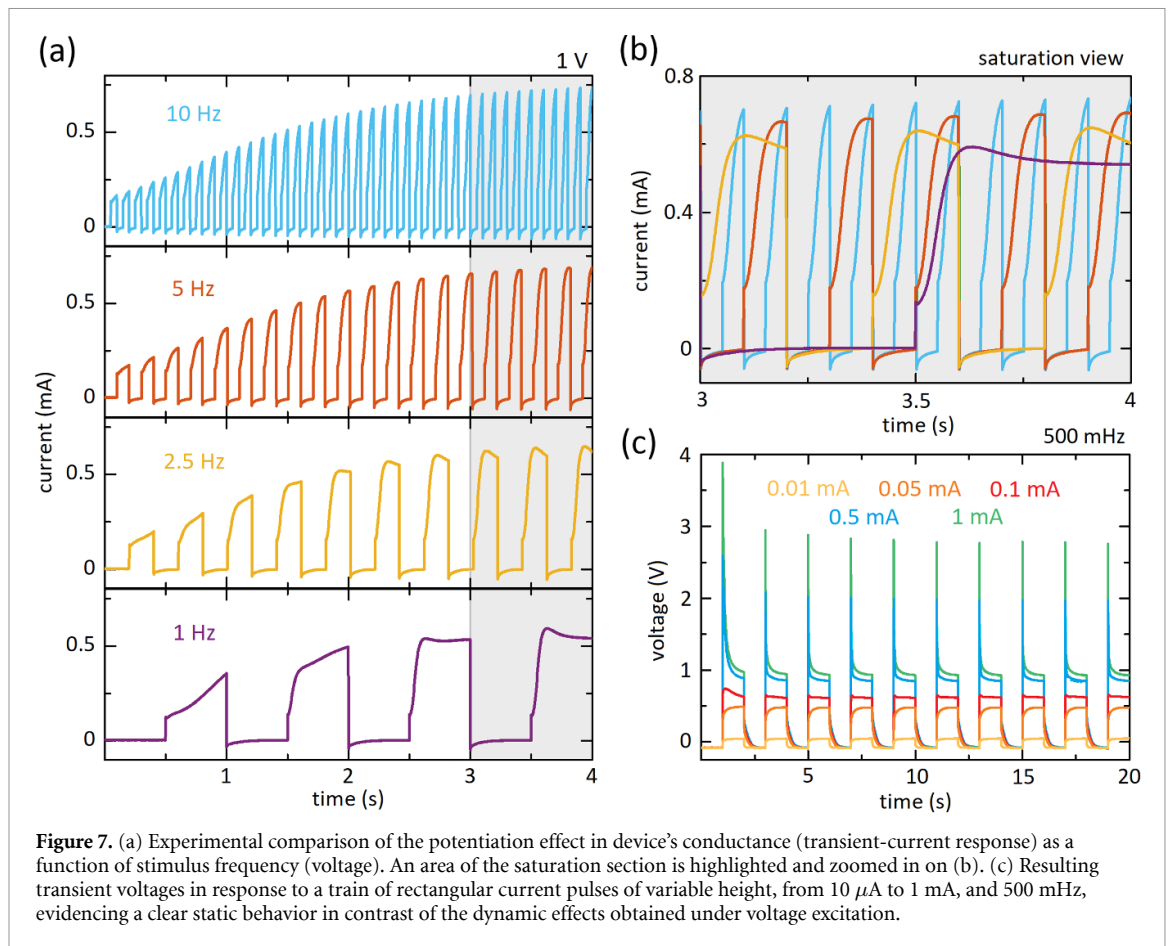 (a)
1 V
10 Hz
0.5
0
5 Hz
0.5
0
2.5 Hz
0.5
0
1 Hz
0.5
0
current (mA)
1
2
3
4
time (s)
(b)
saturation view
0.8
0.4
0
current (mA)
3
3.5
4
time (s)
(c)
500 mHz
4
3
2
1
0
voltage (V)
0.01 mA 0.05 mA 0.1 mA
0.5 mA 1 mA
5
10
15
20
time (s)
Figure 7. (a) Experimental comparison of the potentiation effect in device's conductance (transient-current response) as a
function of stimulus frequency (voltage). An area of the saturation section is highlighted and zoomed in on (b). (c) Resulting
transient voltages in response to a train of rectangular current pulses of variable height, from 10 μA to 1 mA, and 500 mHz,
evidencing a clear static behavior in contrast of the dynamic effects obtained under voltage excitation.